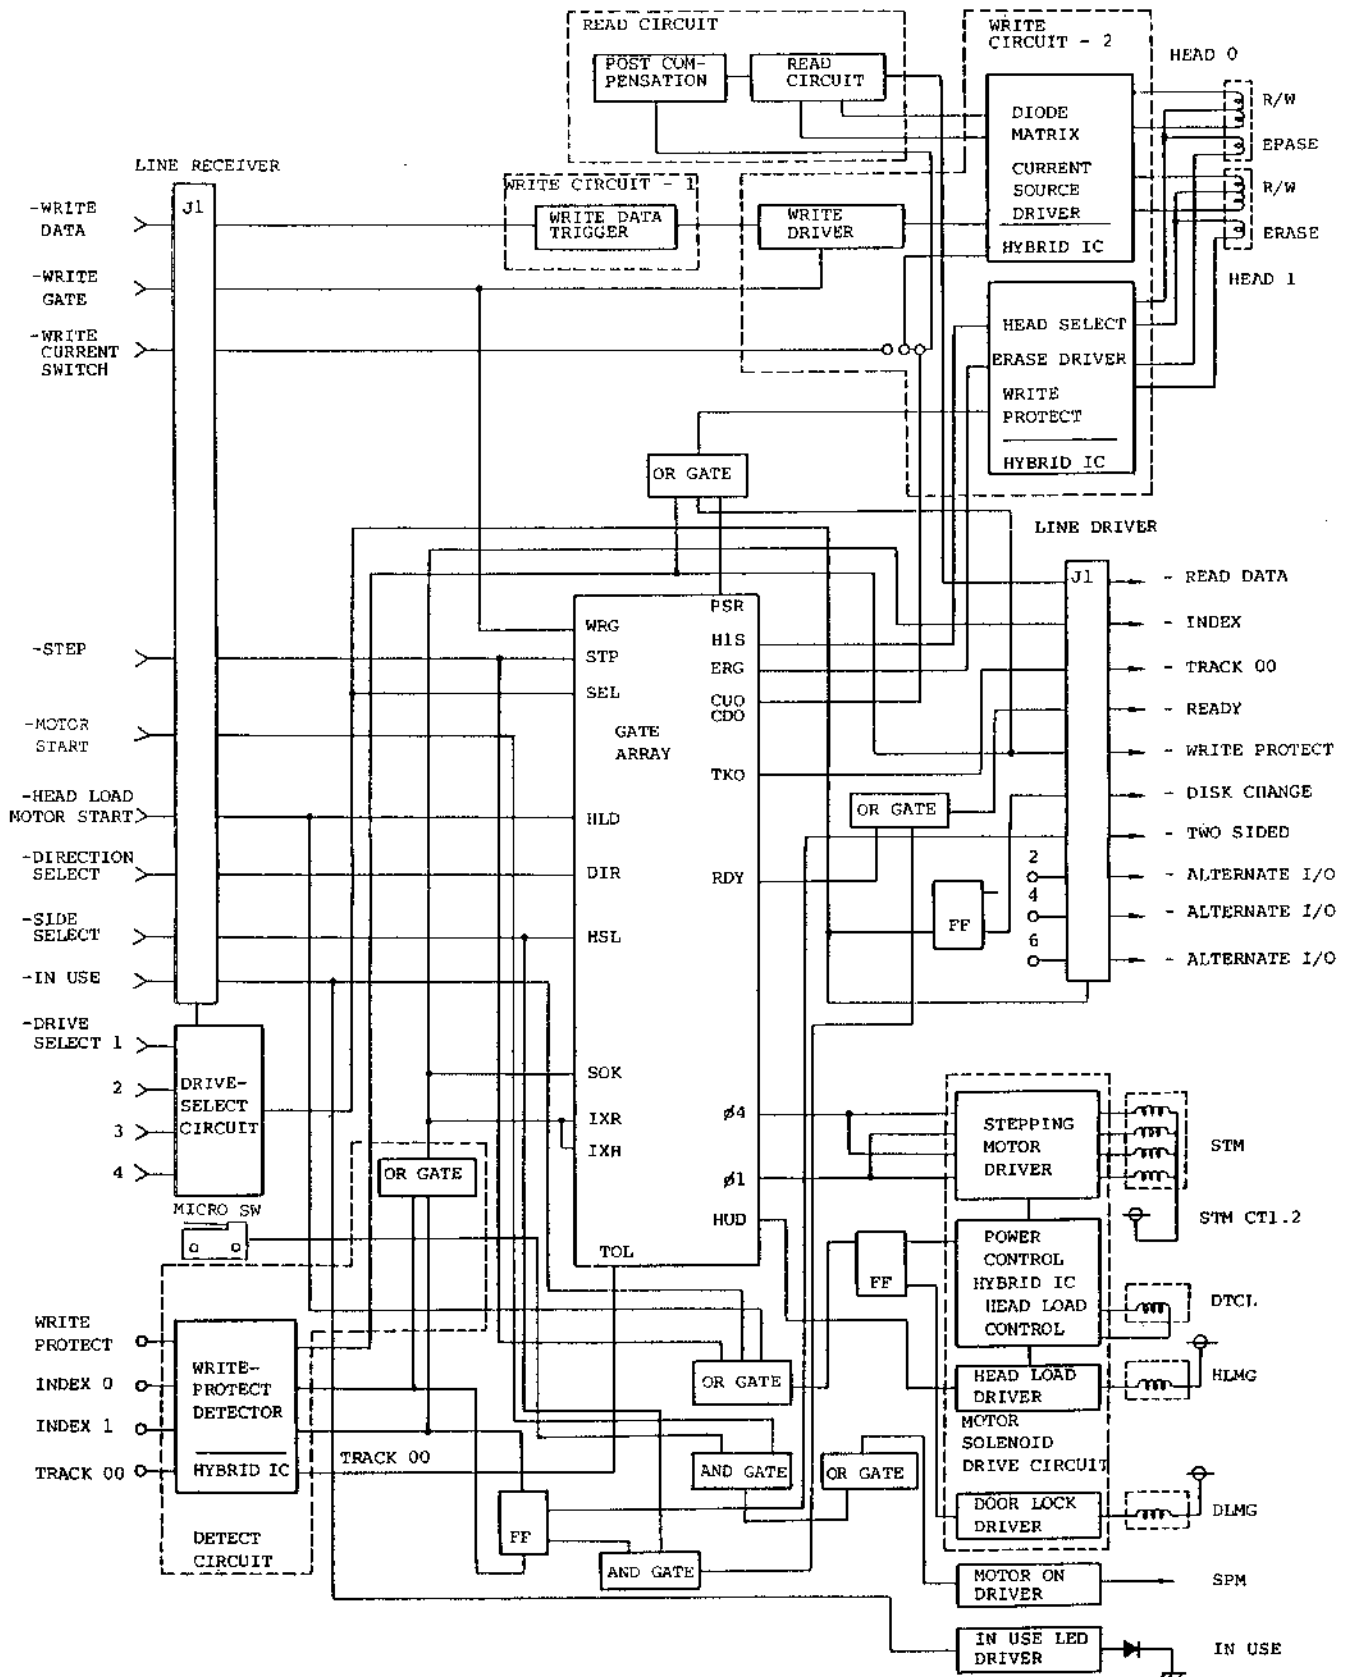 READ CIRCUIT
POST COM-
PENSATION
READ
CIRCUIT
WRITE
CIRCUIT - 2
HEAD 0
DIODE
MATRIX
CURRENT
SOURCE
DRIVER
HYBRID IC
R/W
EPASE
R/W
ERASE
HEAD 1
LINE RECEIVER
J1
WRITE CIRCUIT - 1
WRITE DATA
TRIGGER
WRITE
DRIVER
-WRITE
DATA
-WRITE
GATE
-WRITE
CURRENT
SWITCH
HEAD SELECT
ERASE DRIVER
WRITE
PROTECT
HYBRID IC
OR GATE
LINE DRIVER
J1
- READ DATA
- INDEX
- TRACK 00
- READY
- WRITE PROTECT
- DISK CHANGE
- TWO SIDED
2
- ALTERNATE I/O
4
- ALTERNATE I/O
6
- ALTERNATE I/O
-STEP
-MOTOR
START
-HEAD LOAD
MOTOR START
-DIRECTION
SELECT
-SIDE
SELECT
-IN USE
-DRIVE
SELECT 1
2
3
4
DRIVE-
SELECT
CIRCUIT
PSR
WRG
H1S
STP
ERG
SEL
CUO
CDO
GATE
ARRAY
TKO
HLD
DIR
RDY
HSL
SOK
IXR
IXH
ø4
ø1
HUD
TOL
OR GATE
FF
OR GATE
MICRO SW
STEPPING
MOTOR
DRIVER
STM
STM CT1.2
POWER
CONTROL
HYBRID IC
HEAD LOAD
CONTROL
DTCL
FF
HEAD LOAD
DRIVER
HLMG
MOTOR
SOLENOID
DRIVE CIRCUIT
DOOR LOCK
DRIVER
DLMG
MOTOR ON
DRIVER
SPM
IN USE LED
DRIVER
IN USE
WRITE
PROTECT
INDEX 0
INDEX 1
TRACK 00
WRITE-
PROTECT
DETECTOR
HYBRID IC
TRACK 00
DETECT
CIRCUIT
OR GATE
AND GATE
OR GATE
FF
AND GATE